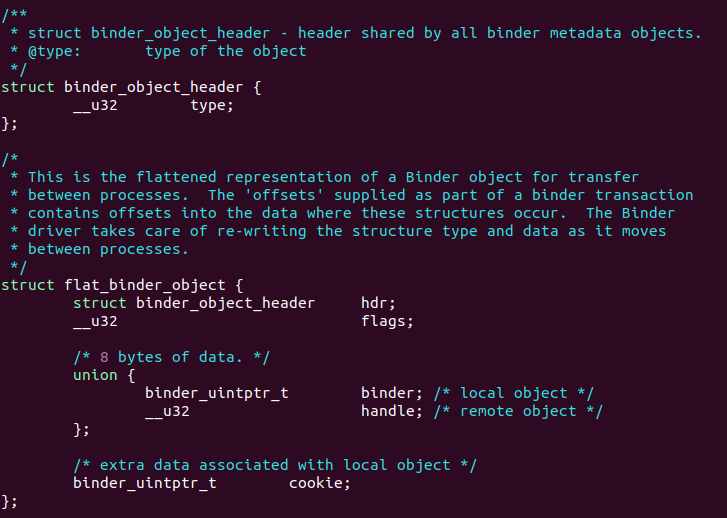 /**
 * struct binder_object_header - header shared by all binder metadata objects.
 * @type:       type of the object
 */
struct binder_object_header {
        __u32        type;
};

/*
 * This is the flattened representation of a Binder object for transfer
 * between processes.  The 'offsets' supplied as part of a binder transaction
 * contains offsets into the data where these structures occur.  The Binder
 * driver takes care of re-writing the structure type and data as it moves
 * between processes.
 */
struct flat_binder_object {
        struct binder_object_header     hdr;
        __u32                           flags;

        /* 8 bytes of data. */
        union {
                binder_uintptr_t        binder; /* local object */
                __u32                   handle; /* remote object */
        };

        /* extra data associated with local object */
        binder_uintptr_t        cookie;
};